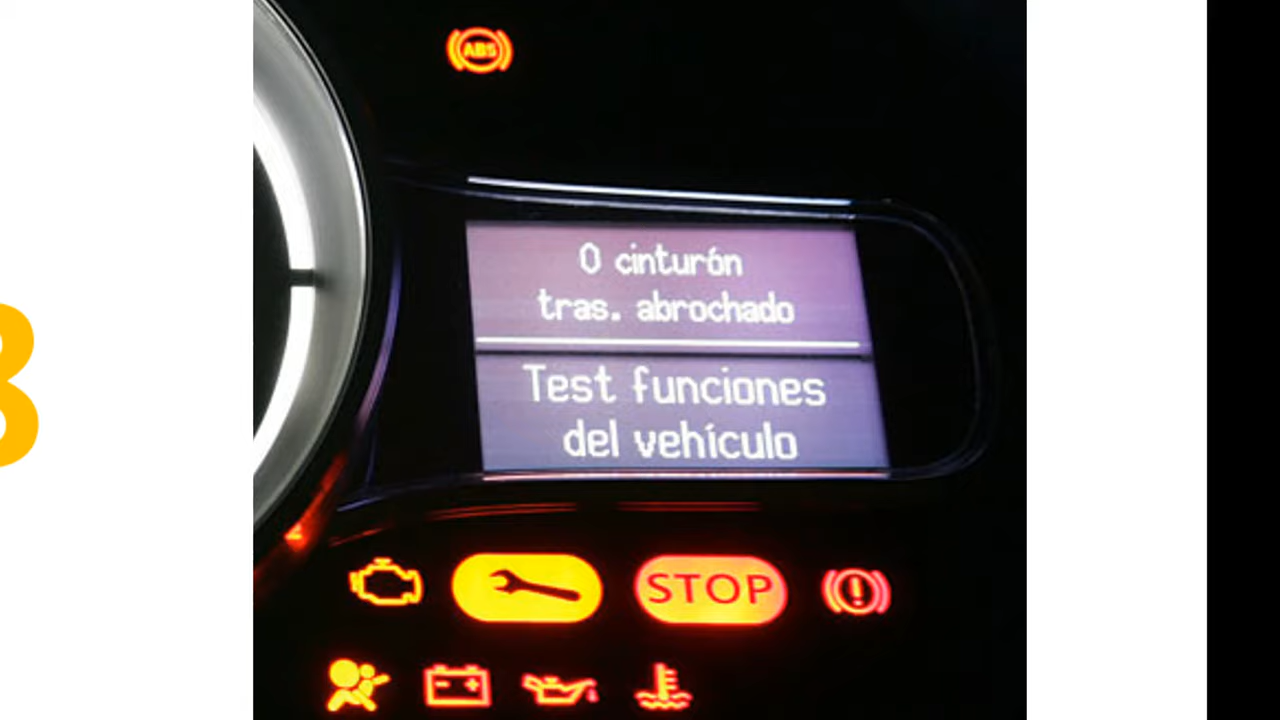 ABS
0 cinturón
tras. abrochado
Test funciones
del vehículo
STOP